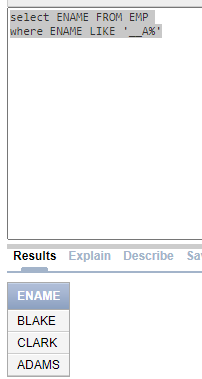 select ENAME FROM EMP
where ENAME LIKE '__A%'
Results Explain Describe Sa
ENAME
BLAKE
CLARK
ADAMS